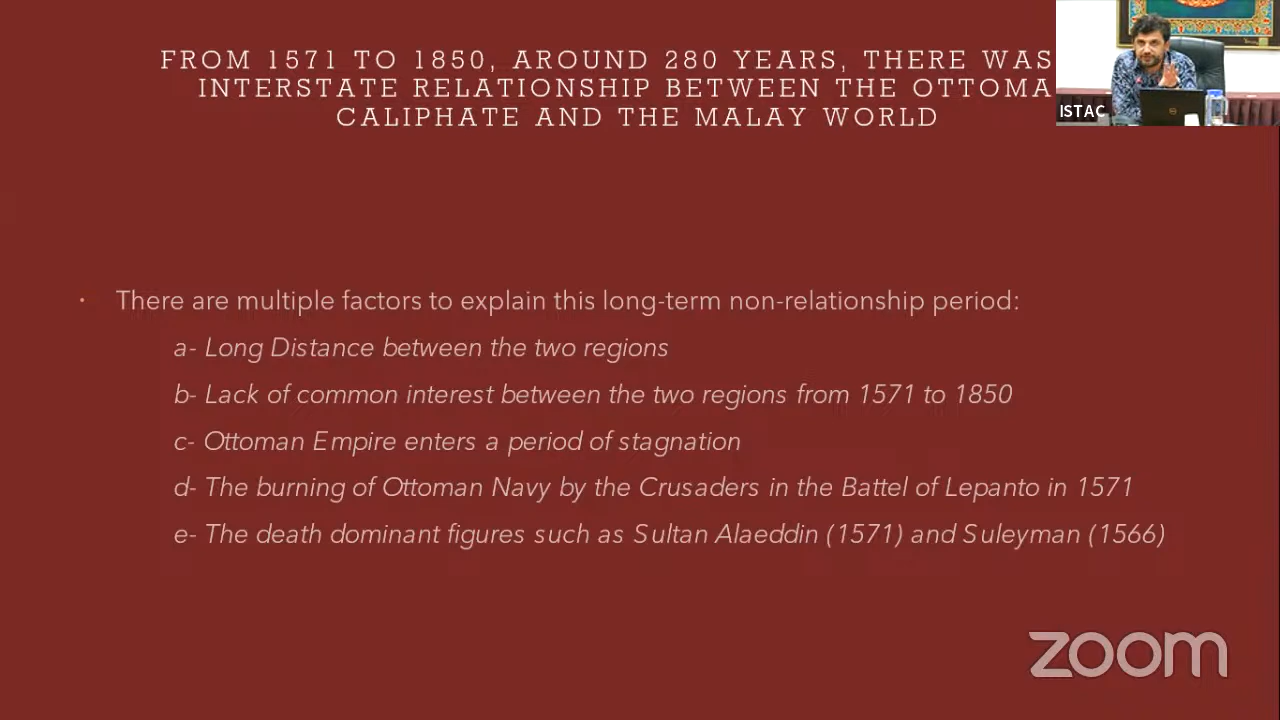 FROM 1571 TO 1850, AROUND 280 YEARS, THERE WAS
INTERSTATE RELATIONSHIP BETWEEN THE OTTOMA
CALIPHATE AND THE MALAY WORLD
ISTAC
• There are multiple factors to explain this long-term non-relationship period:
a- Long Distance between the two regions
b- Lack of common interest between the two regions from 1571 to 1850
c- Ottoman Empire enters a period of stagnation
d- The burning of Ottoman Navy by the Crusaders in the Battel of Lepanto in 1571
e- The death dominant figures such as Sultan Alaeddin (1571) and Suleyman (1566)
zoom